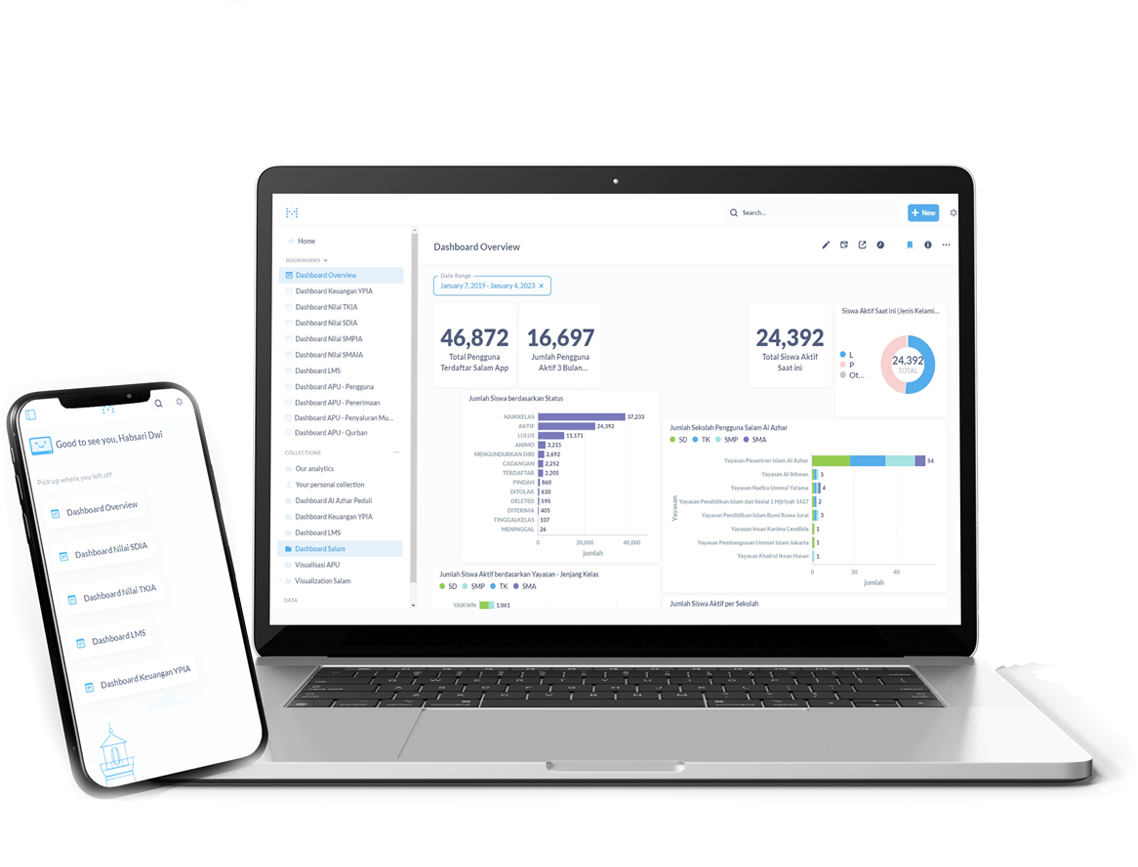 Search...
+ New
Home
BOOKMARKS
Dashboard Overview
Dashboard Keuangan YPIA
Dashboard Nilai TKIA
Dashboard Nilai SDIA
Dashboard Nilai SMPIA
Dashboard Nilai SMAIA
Dashboard LMS
Dashboard APU - Pengguna
Dashboard APU - Penerimaan
Dashboard APU - Penyaluran Mu...
Dashboard APU - Qurban
COLLECTIONS
...
Our analytics
Your personal collection
Dashboard Al Azhar Peduli
Dashboard Keuangan YPIA
Dashboard LMS
Dashboard Salam
Visualisasi APU
Visualization Salam
DATA
Dashboard Overview
Date Range
January 7, 2019 - January 4, 2023 ×
46,872
Total Pengguna
Terdaftar Salam App
16,697
Jumlah Pengguna
Aktif 3 Bulan...
24,392
Total Siswa Aktif
Saat ini
Siswa Aktif Saat ini (Jenis Kelami...
L
P
Ot...
24,392
TOTAL
Jumlah Siswa berdasarkan Status
NAIKKELAS 37,233
AKTIF 24,392
LULUS 11,171
ANIMO 3,215
MENGUNDURKAN DIRI 2,692
CADANGAN 2,252
TERDAFTAR 2,205
PINDAH 860
DITOLAK 610
DELETED 595
DITERIMA 405
TINGGALKELAS 107
MENINGGAL 26
0 20,000 40,000
jumlah
Jumlah Sekolah Pengguna Salam Al Azhar
SD TK SMP SMA
Yayasan
Yayasan Pesantren Islam Al Azhar 54
Yayasan Al Ikhwan 2
Yayasan Nadira Ummul Yatama 4
Yayasan Pendidikan Islam dan Sosial 1 Hijriyah 1427 2
Yayasan Pendidikan Islam Bumi Ruwa Jurai 3
Yayasan Insan Karima Cendikia 1
Yayasan Pembangunan Ummat Islam Jakarta 1
Yayasan Khairul Ikhsan Hasan 1
0 20 40
jumlah
Jumlah Siswa Aktif berdasarkan Yayasan - Jenjang Kelas
SD SMP TK SMA
YAIKWN 1,061
Jumlah Siswa Aktif per Sekolah
Good to see you, Habsari Dwi
Pick up where you left off
Dashboard Overview
Dashboard Nilai SDIA
Dashboard Nilai TKIA
Dashboard LMS
Dashboard Keuangan YPIA